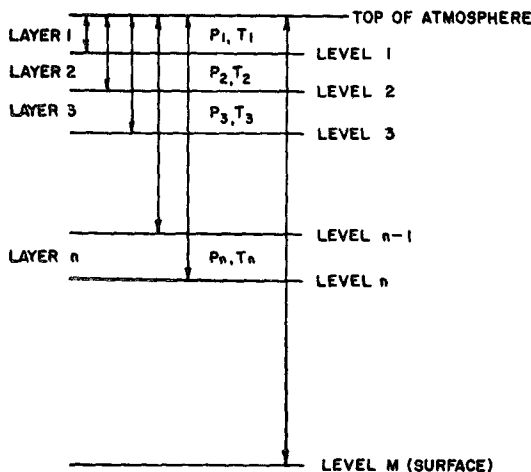 TOP OF ATMOSPHERE
LAYER 1
P₁, T₁
LEVEL 1
LAYER 2
P₂, T₂
LEVEL 2
LAYER 3
P₃, T₃
LEVEL 3
LEVEL n-1
LAYER n
Pₙ, Tₙ
LEVEL n
LEVEL M (SURFACE)